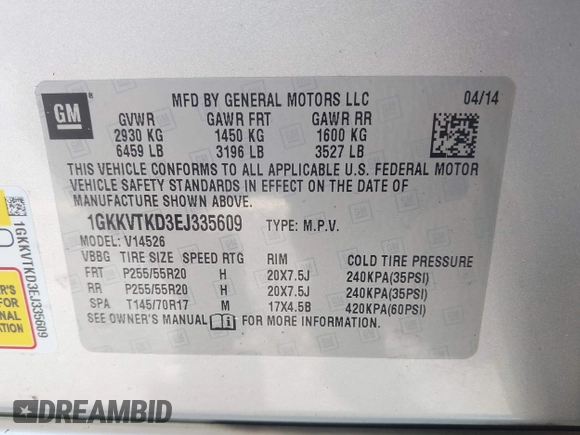 GM
MFD BY GENERAL MOTORS LLC 04/14
GVWR GAWR FRT GAWR RR
2930 KG 1450 KG 1600 KG
6459 LB 3196 LB 3527 LB
THIS VEHICLE CONFORMS TO ALL APPLICABLE U.S. FEDERAL MOTOR
VEHICLE SAFETY STANDARDS IN EFFECT ON THE DATE OF
MANUFACTURE SHOWN ABOVE.
1GKKVTKD3EJ335609 TYPE: M.P.V.
MODEL: V14526
VBBG TIRE SIZE SPEED RTG RIM COLD TIRE PRESSURE
FRT P255/55R20 H 20X7.5J 240KPA(35PSI)
RR P255/55R20 H 20X7.5J 240KPA(35PSI)
SPA T145/70R17 M 17X4.5B 420KPA(60PSI)
SEE OWNER'S MANUAL FOR MORE INFORMATION.
1GKKVTKD3EJ335609
FOR
ONAL
DREAMBID